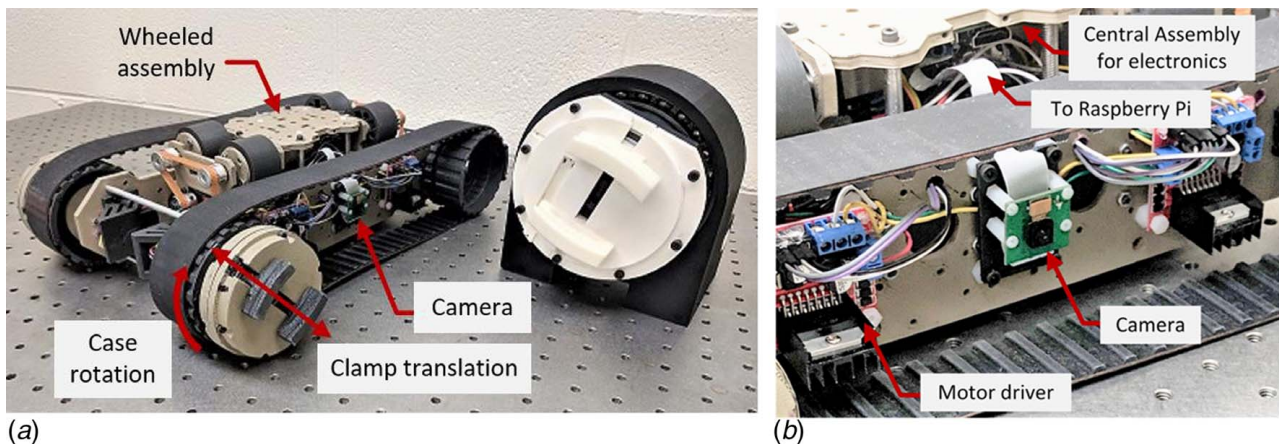 Wheeled
assembly
Camera
Case
rotation
Clamp translation
(a)
Central Assembly
for electronics
To Raspberry Pi
Camera
Motor driver
(b)